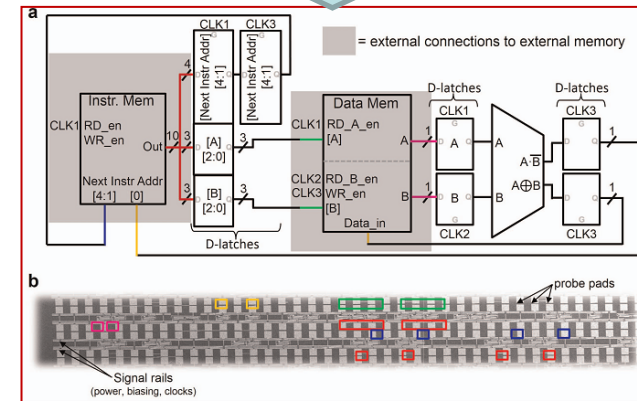 a
CLK1 CLK3
[Next Instr Addr]
[4:1]
[Next Instr Addr]
[4:1]
= external connections to external memory
4
D-latches
D-latches
Instr. Mem
Data Mem
CLK1
CLK3
CLK1
RD_en
WR_en
Out
10
3
[A]
[2:0]
3
CLK1
RD_A_en
[A]
A
1
G
D
A
Q
A
A·B̅
G
D
Q
1
Next Instr Addr
[4:1]
[0]
3
[B]
[2:0]
3
CLK2
CLK3
RD_B_en
WR_en
[B]
B
1
G
D
B
Q
B
A⊕B
G
D
Q
Data_in
CLK2
CLK3
D-latches
b
probe pads
Signal rails
(power, biasing, clocks)